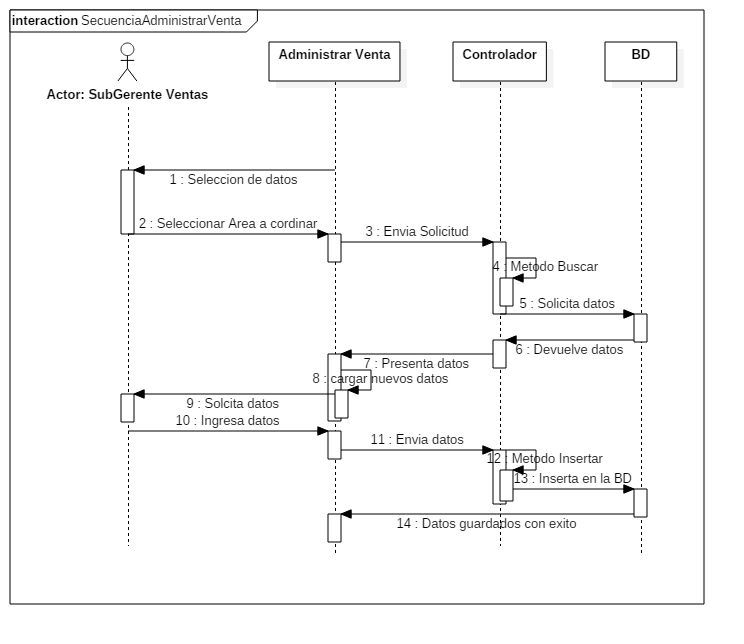 interaction SecuenciaAdministrarVenta
Administrar Venta
Controlador
BD
Actor: SubGerente Ventas
1 : Seleccion de datos
2 : Seleccionar Area a cordinar
3 : Envia Solicitud
4 : Metodo Buscar
5 : Solicita datos
6 : Devuelve datos
7 : Presenta datos
8 : cargar nuevos datos
9 : Solcita datos
10 : Ingresa datos
11 : Envia datos
12 : Metodo Insertar
13 : Inserta en la BD
14 : Datos guardados con exito